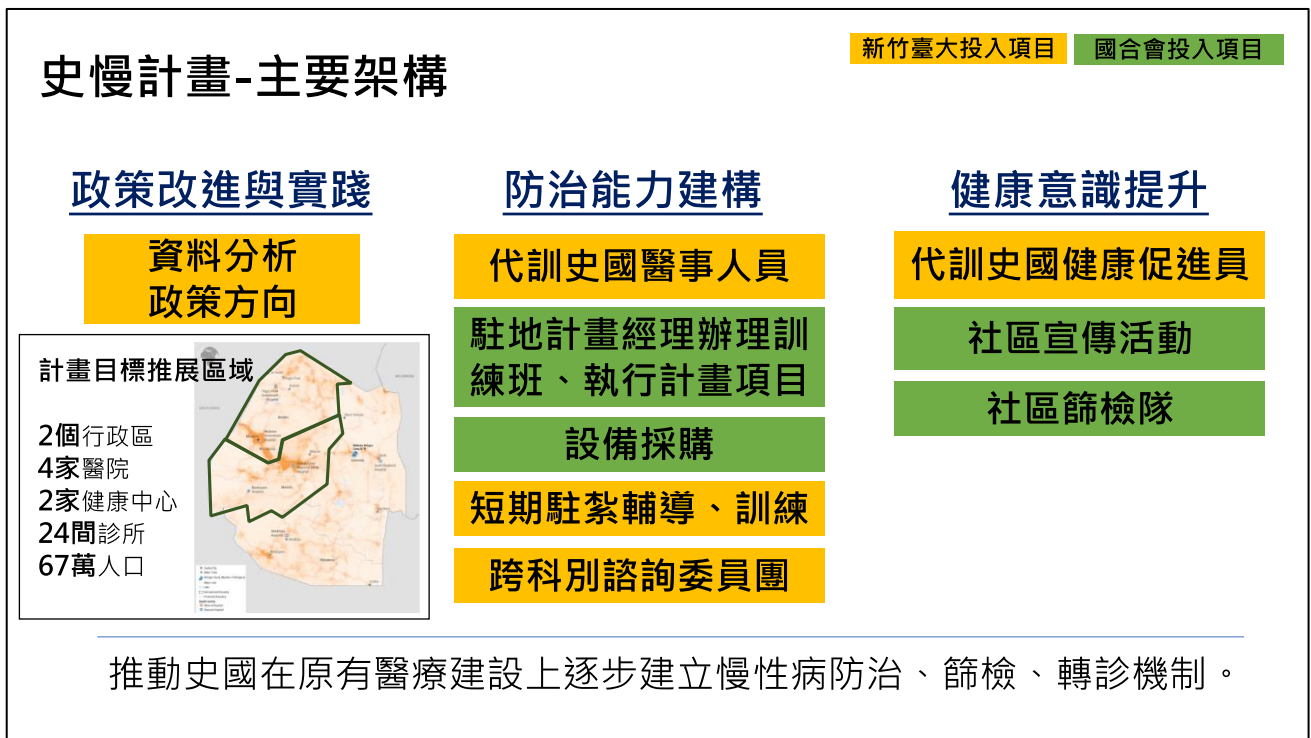 史慢計畫-主要架構
新竹臺大投入項目
國合會投入項目
政策改進與實踐
資料分析
政策方向
計畫目標推展區域
2個行政區
4家醫院
2家健康中心
24間診所
67萬人口
防治能力建構
代訓史國醫事人員
駐地計畫經理辦理訓
練班、執行計畫項目
設備採購
短期駐紮輔導、訓練
跨科別諮詢委員團
健康意識提升
代訓史國健康促進員
社區宣傳活動
社區篩檢隊
推動史國在原有醫療建設上逐步建立慢性病防治、篩檢、轉診機制。